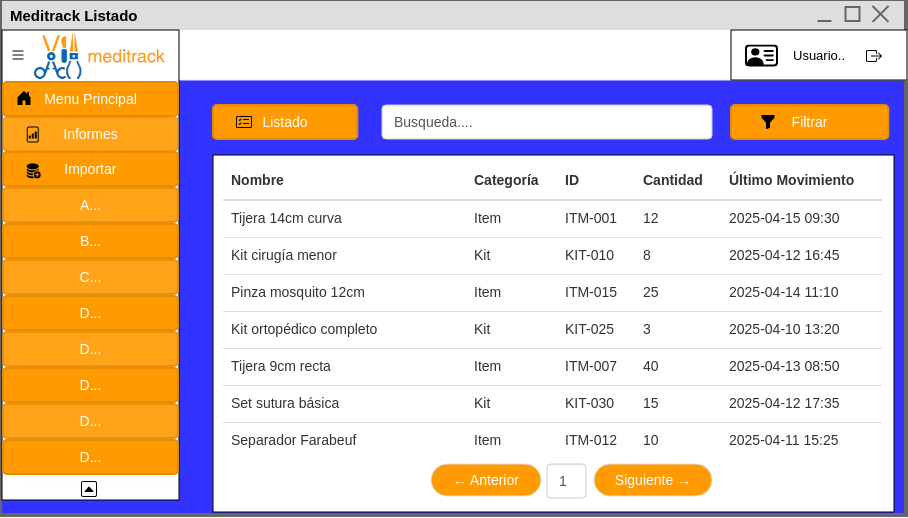 Meditrack Listado
meditrack
Usuario..
Menu Principal
Informes
Importar
A...
B...
C...
D...
D...
D...
D...
D...
Listado
Busqueda....
Filtrar
Nombre Categoría ID Cantidad Último Movimiento
Tijera 14cm curva Item ITM-001 12 2025-04-15 09:30
Kit cirugía menor Kit KIT-010 8 2025-04-12 16:45
Pinza mosquito 12cm Item ITM-015 25 2025-04-14 11:10
Kit ortopédico completo Kit KIT-025 3 2025-04-10 13:20
Tijera 9cm recta Item ITM-007 40 2025-04-13 08:50
Set sutura básica Kit KIT-030 15 2025-04-12 17:35
Separador Farabeuf Item ITM-012 10 2025-04-11 15:25
← Anterior 1 Siguiente →